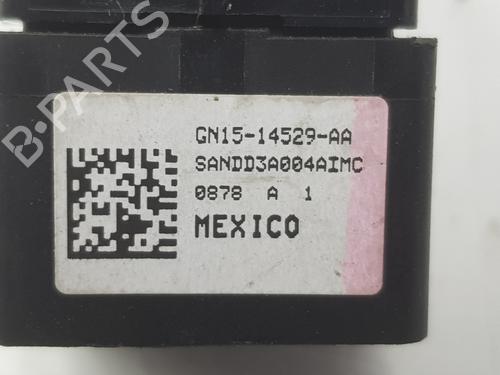 B-PARTS
GN15-14529-AA
SANDD3A004AIMC
0878 A 1
MEXICO